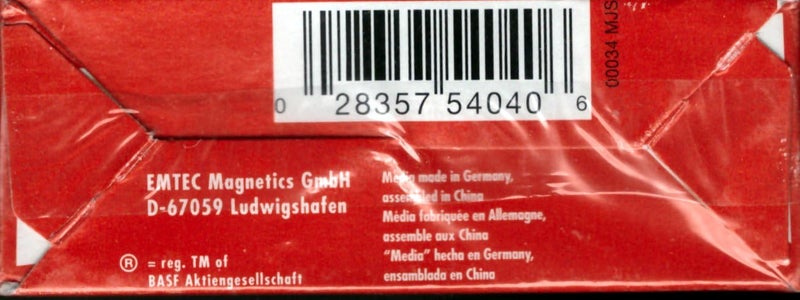 0 28357 54040 6
00034 MJS
EMTEC Magnetics GmbH
D-67059 Ludwigshafen
® = reg. TM of
BASF Aktiengesellschaft
Media made in Germany,
assembled in China
Média fabriquée en Allemagne,
assemble aux China
"Media" hecha en Germany,
ensamblada en China